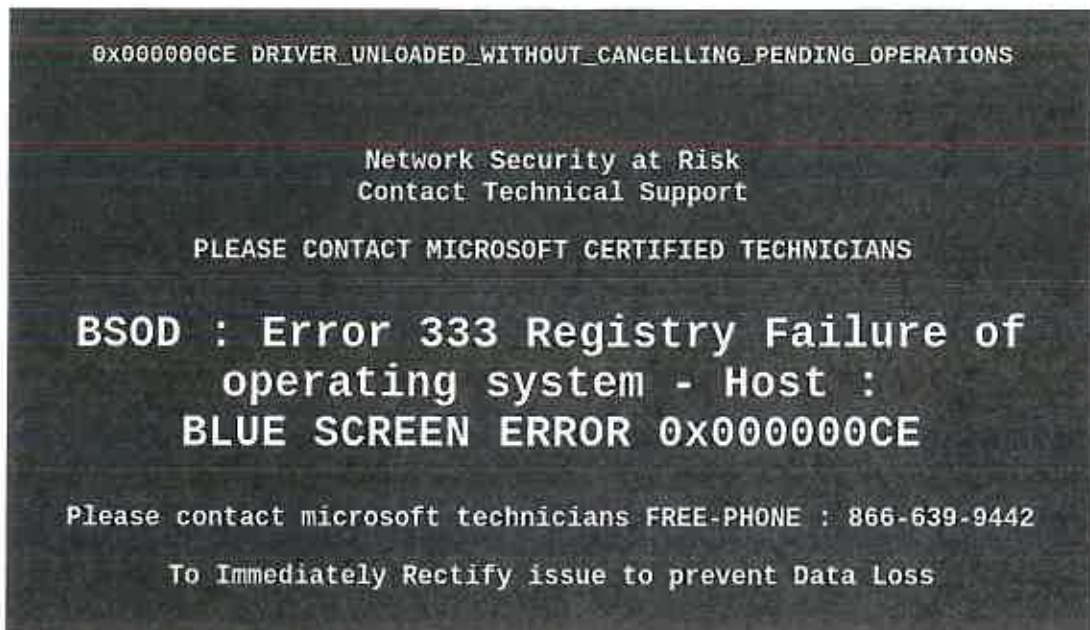 0x000000CE DRIVER_UNLOADED_WITHOUT_CANCELLING_PENDING_OPERATIONS
Network Security at Risk
Contact Technical Support
PLEASE CONTACT MICROSOFT CERTIFIED TECHNICIANS
BSOD : Error 333 Registry Failure of
operating system - Host :
BLUE SCREEN ERROR 0x000000CE
Please contact microsoft technicians FREE-PHONE : 866-639-9442
To Immediately Rectify issue to prevent Data Loss